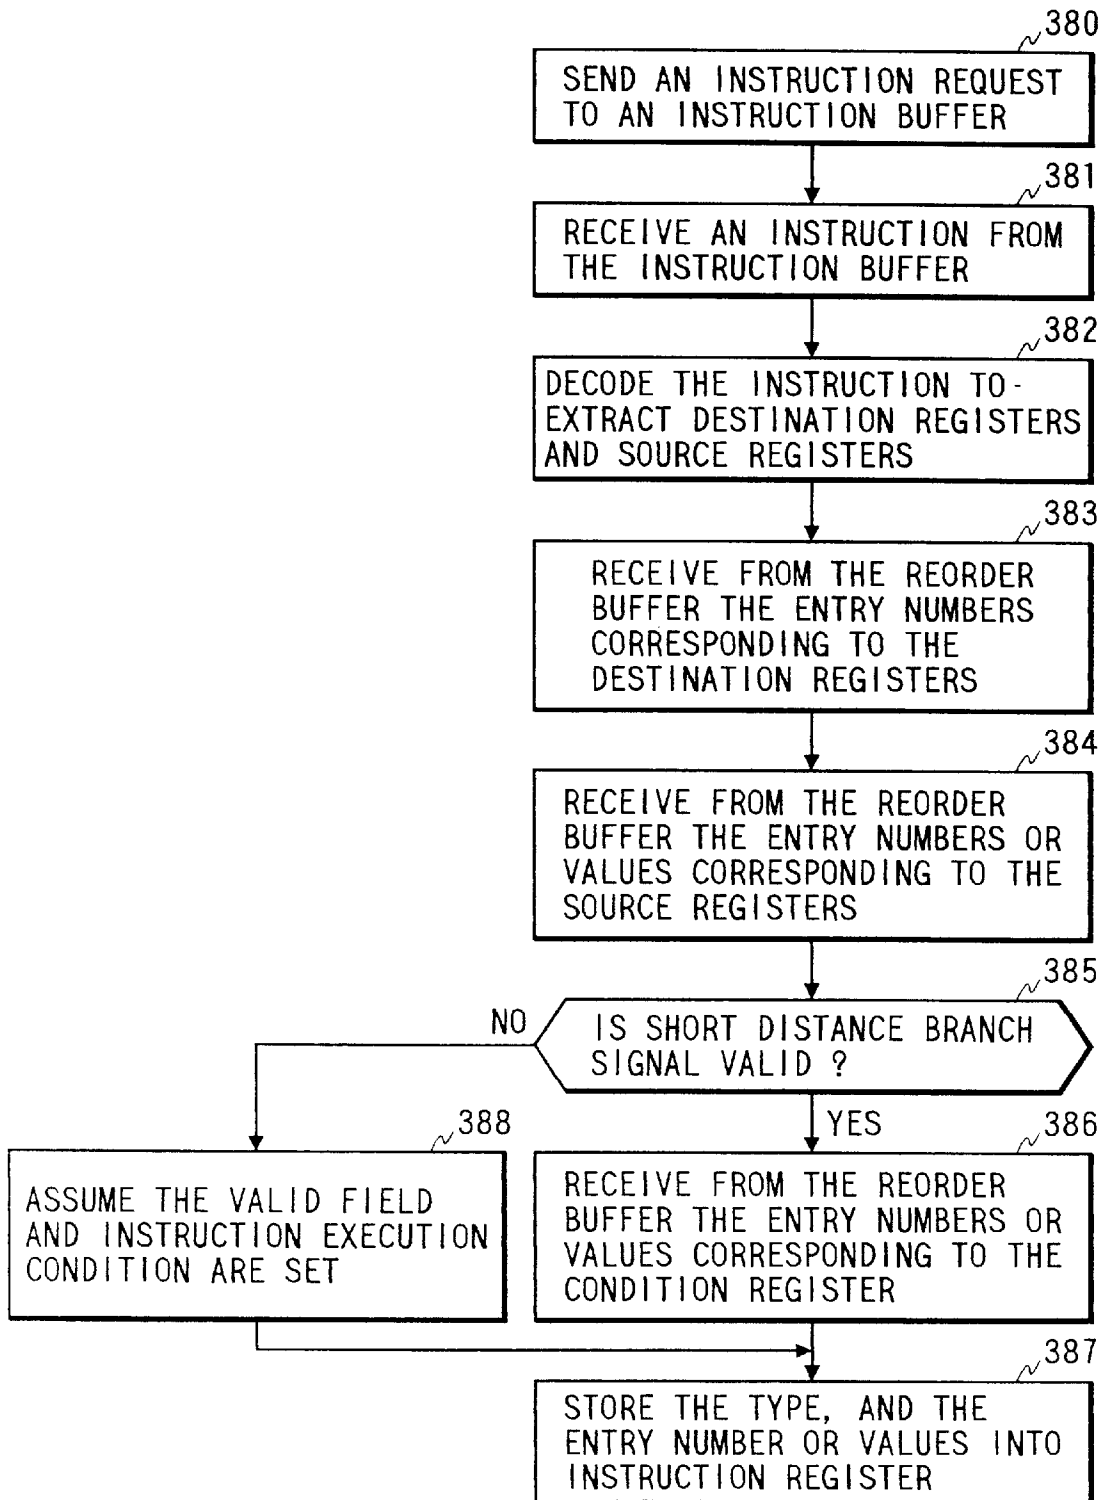 380
SEND AN INSTRUCTION REQUEST
TO AN INSTRUCTION BUFFER
381
RECEIVE AN INSTRUCTION FROM
THE INSTRUCTION BUFFER
382
DECODE THE INSTRUCTION TO-
EXTRACT DESTINATION REGISTERS
AND SOURCE REGISTERS
383
RECEIVE FROM THE REORDER
BUFFER THE ENTRY NUMBERS
CORRESPONDING TO THE
DESTINATION REGISTERS
384
RECEIVE FROM THE REORDER
BUFFER THE ENTRY NUMBERS OR
VALUES CORRESPONDING TO THE
SOURCE REGISTERS
385
NO
IS SHORT DISTANCE BRANCH
SIGNAL VALID ?
YES
388
ASSUME THE VALID FIELD
AND INSTRUCTION EXECUTION
CONDITION ARE SET
386
RECEIVE FROM THE REORDER
BUFFER THE ENTRY NUMBERS OR
VALUES CORRESPONDING TO THE
CONDITION REGISTER
387
STORE THE TYPE, AND THE
ENTRY NUMBER OR VALUES INTO
INSTRUCTION REGISTER